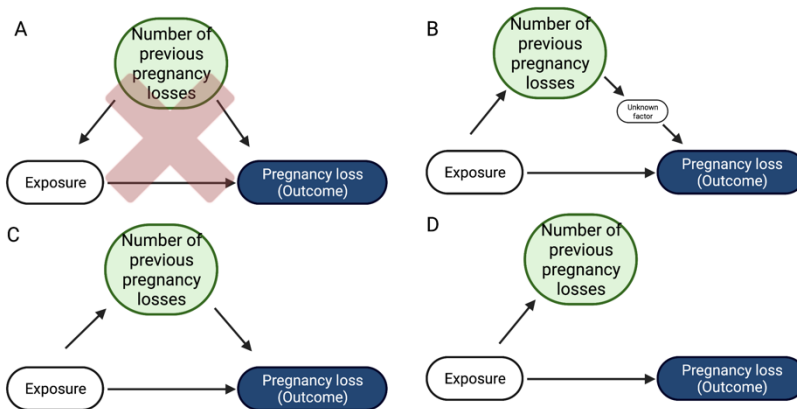 A
Number of
previous
pregnancy
losses
Exposure
Pregnancy loss
(Outcome)
B
Number of
previous
pregnancy
losses
Unknown
factor
Exposure
Pregnancy loss
(Outcome)
C
Number of
previous
pregnancy
losses
Exposure
Pregnancy loss
(Outcome)
D
Number of
previous
pregnancy
losses
Exposure
Pregnancy loss
(Outcome)